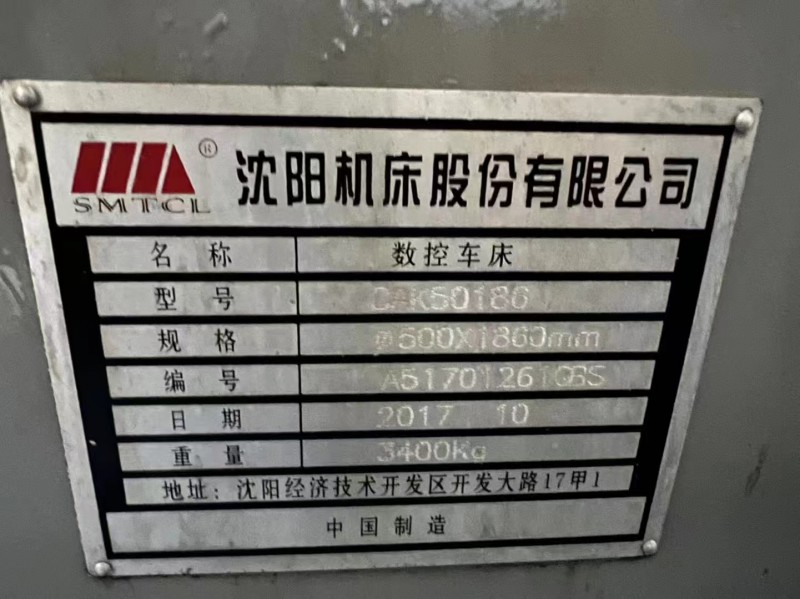 SMTCL ® 沈阳机床股份有限公司
名称 数控车床
型号 CAK50186
规格 φ500X1860mm
编号
日期 2017 10
重量 3400Kg
地址：沈阳经济技术开发区开发大路17甲1
中国制造